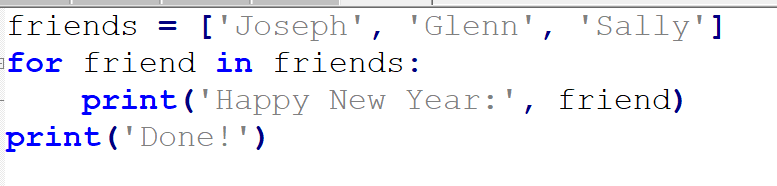 friends = ['Joseph', 'Glenn', 'Sally']
for friend in friends:
    print('Happy New Year:', friend)
print('Done!')